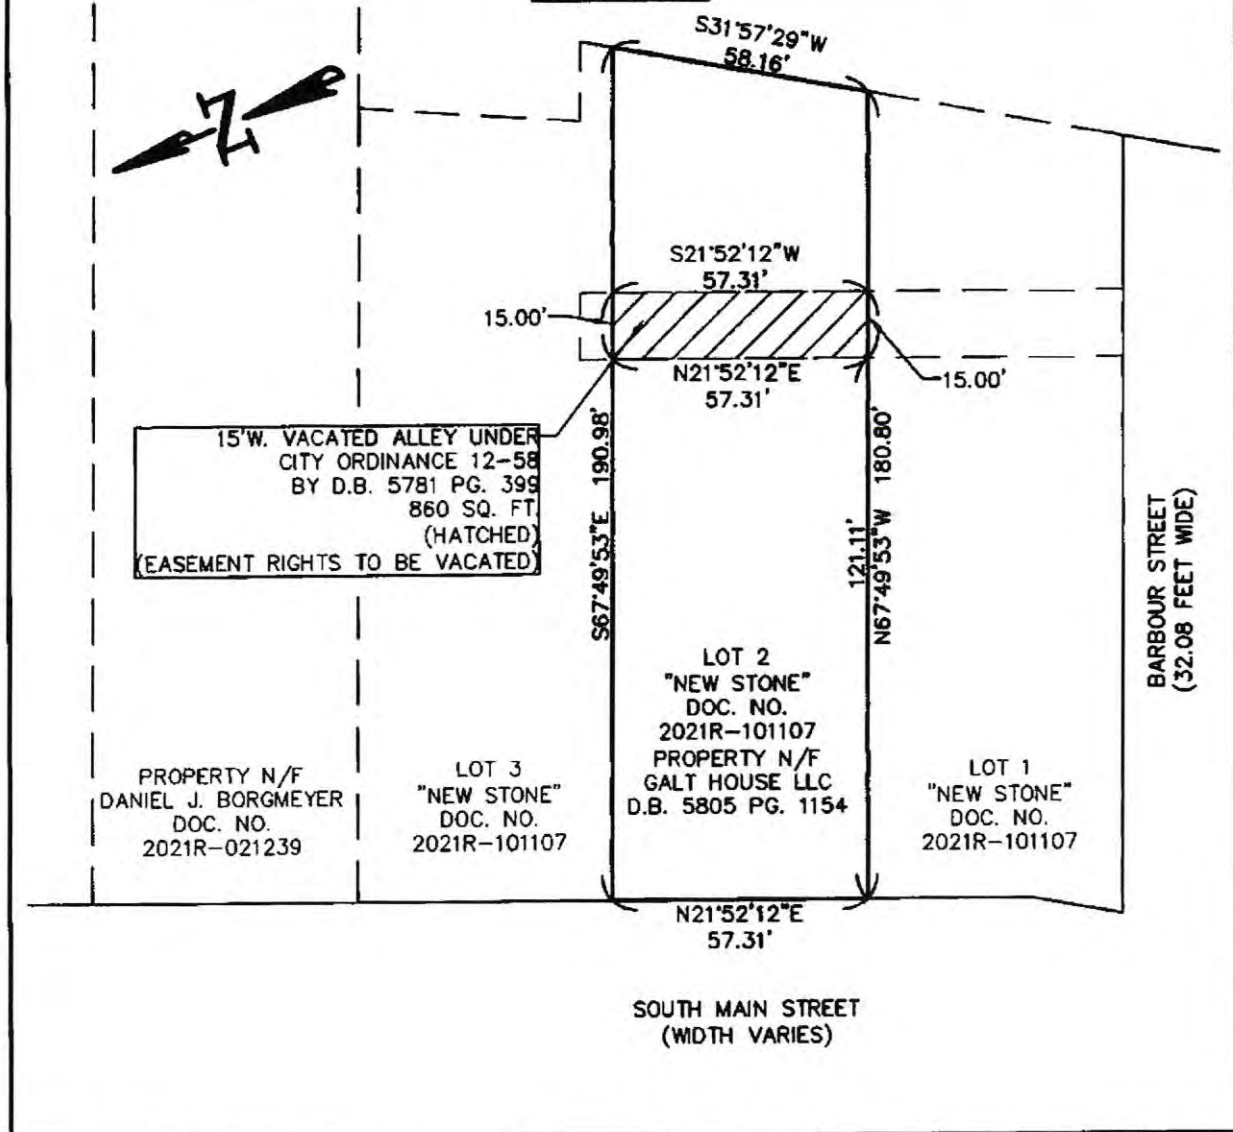 S31°57'29"W
58.16'
N
S21°52'12"W
57.31'
15.00'
N21°52'12"E
57.31'
15.00'
15'W. VACATED ALLEY UNDER
CITY ORDINANCE 12-58
BY D.B. 5781 PG. 399
860 SQ. FT.
(HATCHED)
(EASEMENT RIGHTS TO BE VACATED)
S67°49'53"E 190.98'
121.11'
N67°49'53"W 180.80'
BARBOUR STREET
(32.08 FEET WIDE)
LOT 2
"NEW STONE"
DOC. NO.
2021R-101107
PROPERTY N/F
GALT HOUSE LLC
D.B. 5805 PG. 1154
PROPERTY N/F
DANIEL J. BORGMEYER
DOC. NO.
2021R-021239
LOT 3
"NEW STONE"
DOC. NO.
2021R-101107
LOT 1
"NEW STONE"
DOC. NO.
2021R-101107
N21°52'12"E
57.31'
SOUTH MAIN STREET
(WIDTH VARIES)